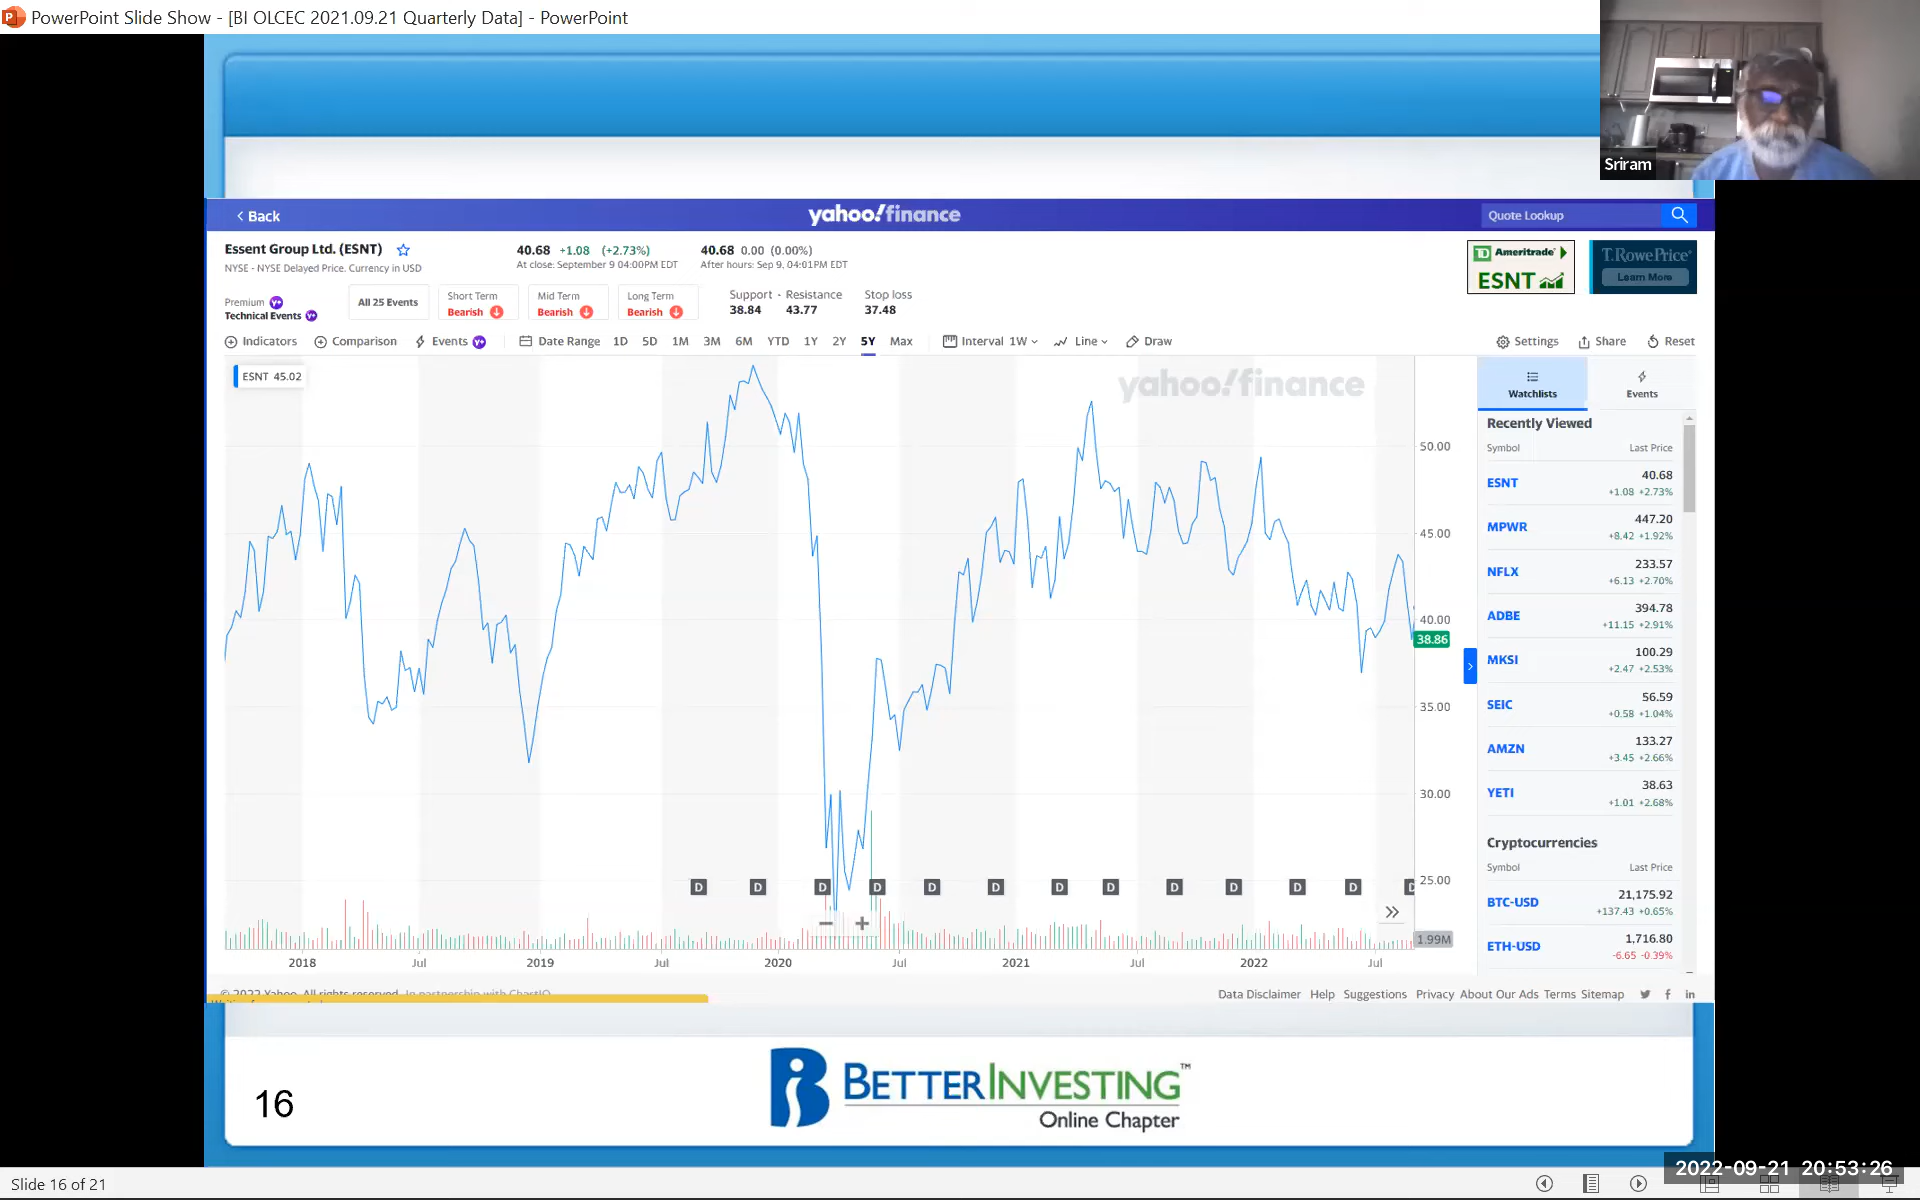 PowerPoint Slide Show - [BI OLCEC 2021.09.21 Quarterly Data] - PowerPoint
Sriram
Back
yahoo!finance
Quote Lookup
Essent Group Ltd. (ESNT)
NYSE - NYSE Delayed Price. Currency in USD
40.68 +1.08 (+2.73%)
At close: September 9 04:00PM EDT
40.68 0.00 (0.00%)
After hours: Sep 9, 04:01PM EDT
TD Ameritrade
ESNT
T.RowePrice
Learn More
Premium Y+
Technical Events Y+
All 25 Events
Short Term
Bearish
Mid Term
Bearish
Long Term
Bearish
Support - Resistance
38.84 43.77
Stop loss
37.48
Indicators Comparison Events Y+ Date Range 1D 5D 1M 3M 6M YTD 1Y 2Y 5Y Max Interval 1W Line Draw Settings Share Reset
ESNT 45.02
yahoo!finance
50.00
45.00
40.00
38.86
35.00
30.00
25.00
1.99M
D D D D D D D D D D D D D
2018 Jul 2019 Jul 2020 Jul 2021 Jul 2022 Jul
Watchlists
Events
Recently Viewed
Symbol Last Price
ESNT 40.68
+1.08 +2.73%
MPWR 447.20
+8.42 +1.92%
NFLX 233.57
+6.13 +2.70%
ADBE 394.78
+11.15 +2.91%
MKSI 100.29
+2.47 +2.53%
SEIC 56.59
+0.58 +1.04%
AMZN 133.27
+3.45 +2.66%
YETI 38.63
+1.01 +2.68%
Cryptocurrencies
Symbol Last Price
BTC-USD 21,175.92
+137.43 +0.65%
ETH-USD 1,716.80
-6.65 -0.39%
© 2022 Yahoo. All rights reserved. In partnership with ChartIQ
Data Disclaimer Help Suggestions Privacy About Our Ads Terms Sitemap
16
BETTERINVESTING™
Online Chapter
Slide 16 of 21
2022-09-21 20:53:26